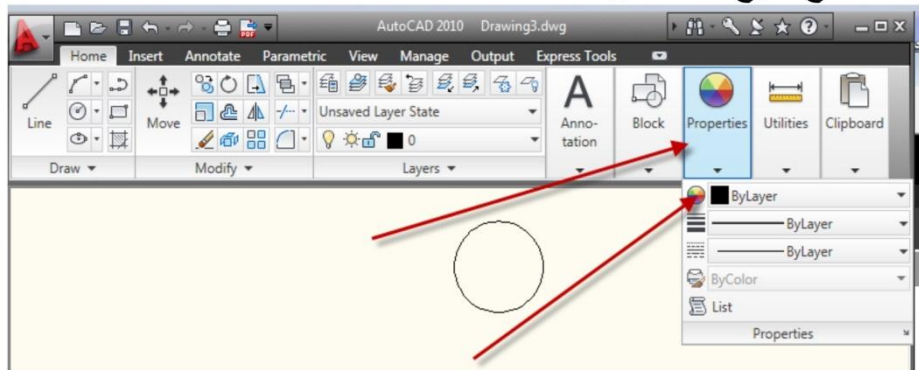 AutoCAD 2010 Drawing3.dwg
Home Insert Annotate Parametric View Manage Output Express Tools
Line
Move
Unsaved Layer State
0
Anno-
tation
Block
Properties
Utilities
Clipboard
Draw
Modify
Layers
ByLayer
ByLayer
ByLayer
ByColor
List
Properties